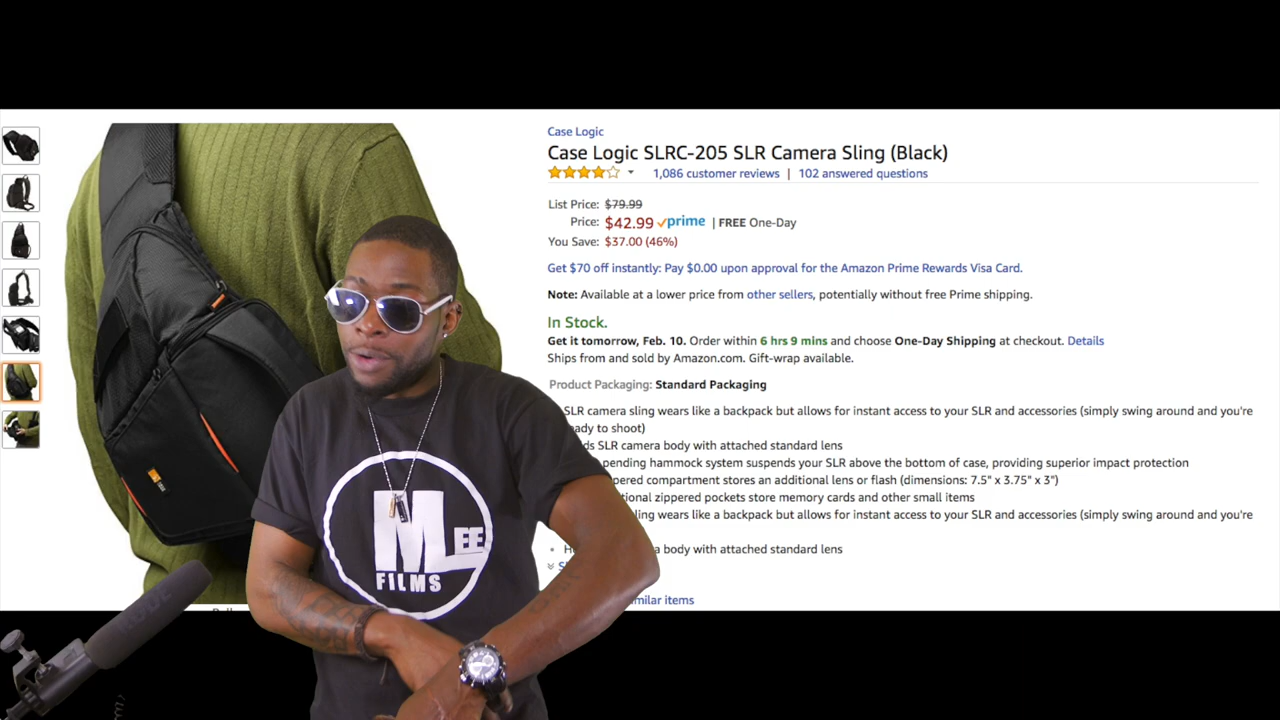 Case Logic
Case Logic SLRC-205 SLR Camera Sling (Black)
1,086 customer reviews | 102 answered questions
List Price: $79.99
Price: $42.99 prime | FREE One-Day
You Save: $37.00 (46%)
Get $70 off instantly: Pay $0.00 upon approval for the Amazon Prime Rewards Visa Card.
Note: Available at a lower price from other sellers, potentially without free Prime shipping.
In Stock.
Get it tomorrow, Feb. 10. Order within 6 hrs 9 mins and choose One-Day Shipping at checkout. Details
Ships from and sold by Amazon.com. Gift-wrap available.
Product Packaging: Standard Packaging
SLR camera sling wears like a backpack but allows for instant access to your SLR and accessories (simply swing around and you're
to shoot)
SLR camera body with attached standard lens
pending hammock system suspends your SLR above the bottom of case, providing superior impact protection
compartment stores an additional lens or flash (dimensions: 7.5" x 3.75" x 3")
zippered pockets store memory cards and other small items
wears like a backpack but allows for instant access to your SLR and accessories (simply swing around and you're
body with attached standard lens
items
MLEE
FILMS